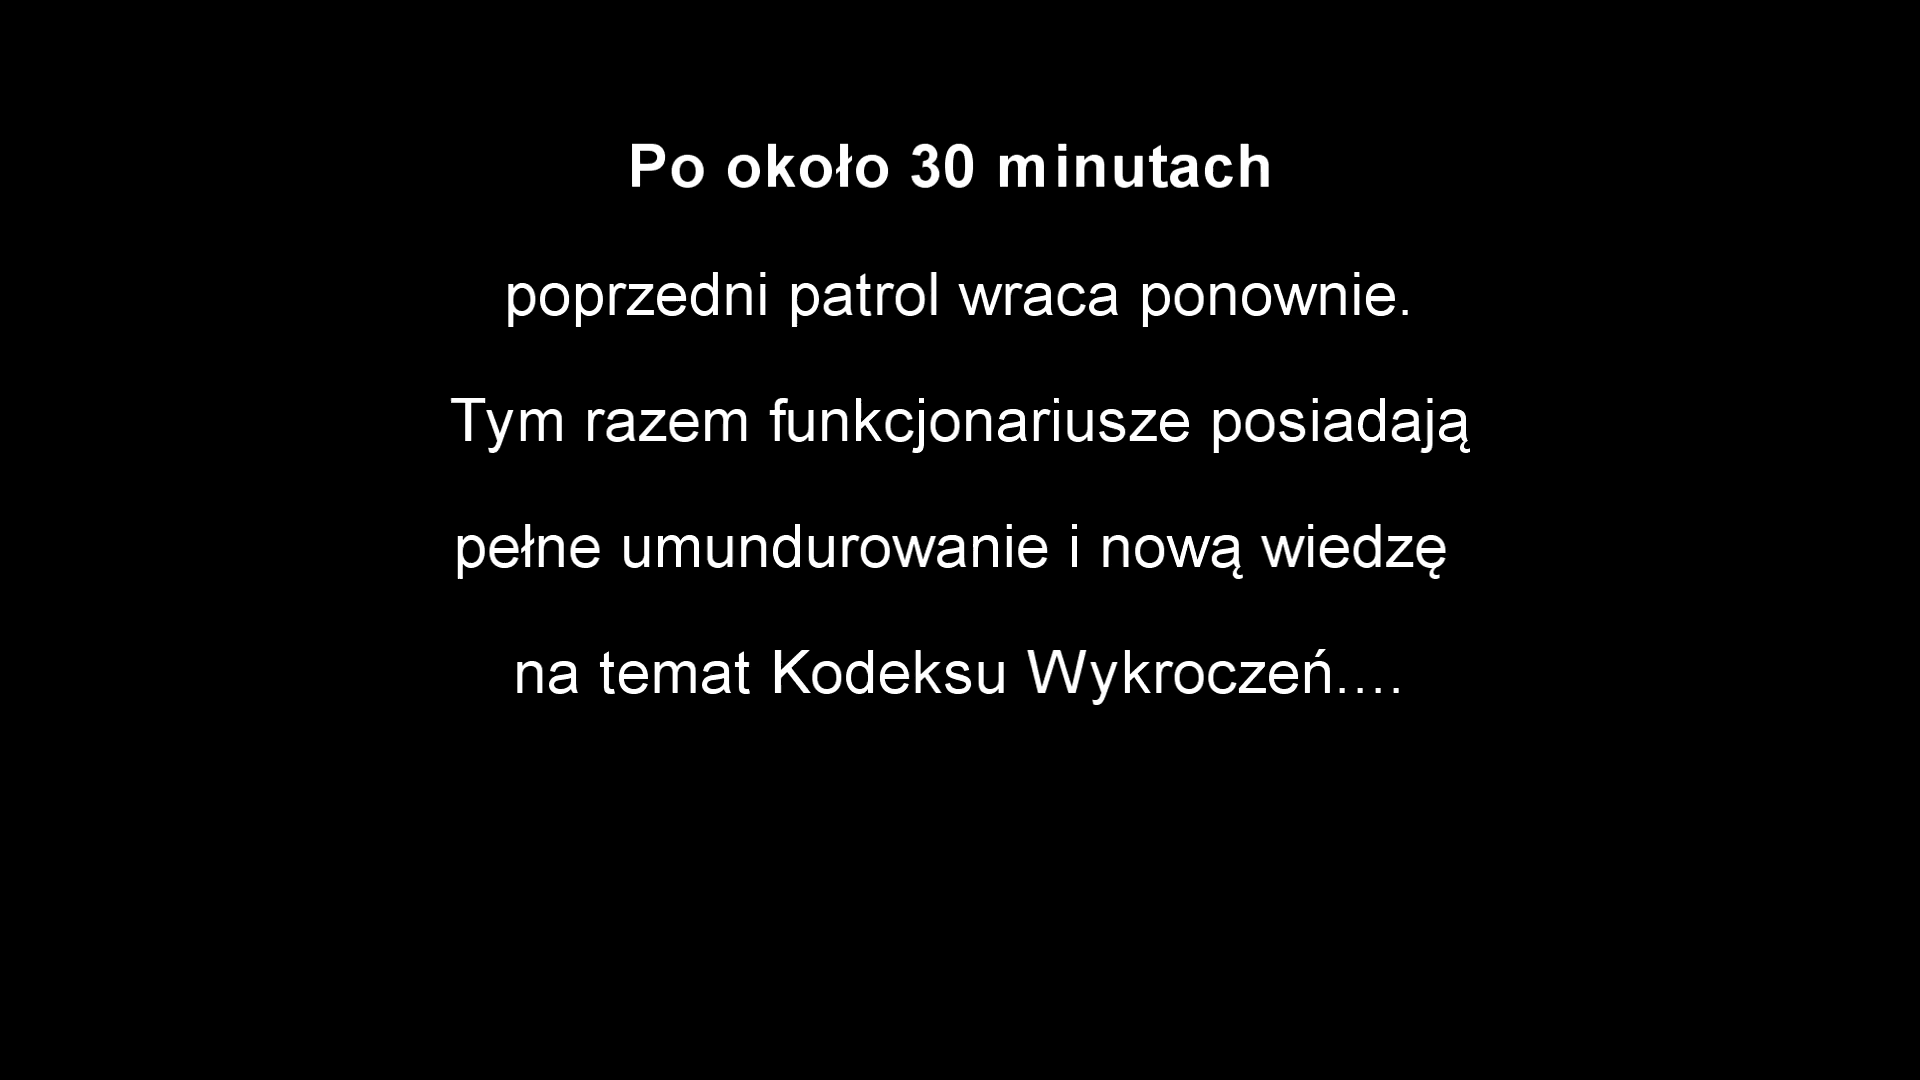 Po około 30 minutach
poprzedni patrol wraca ponownie.
Tym razem funkcjonariusze posiadają
pełne umundurowanie i nową wiedzę
na temat Kodeksu Wykroczeń....